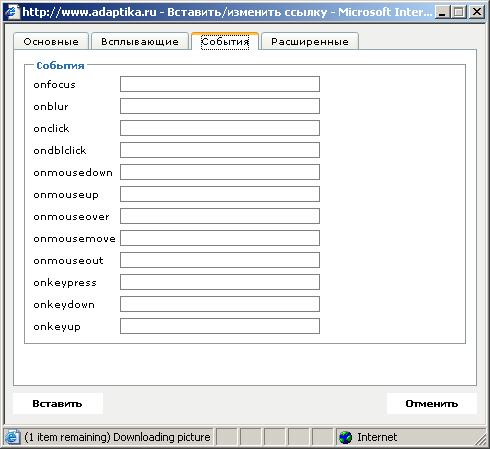 http://www.adaptika.ru - Вставить/изменить ссылку - Microsoft Inter...
Основные Всплывающие События Расширенные
События
onfocus
onblur
onclick
ondblclick
onmousedown
onmouseup
onmouseover
onmousemove
onmouseout
onkeypress
onkeydown
onkeyup
Вставить Отменить
(1 item remaining) Downloading picture Internet